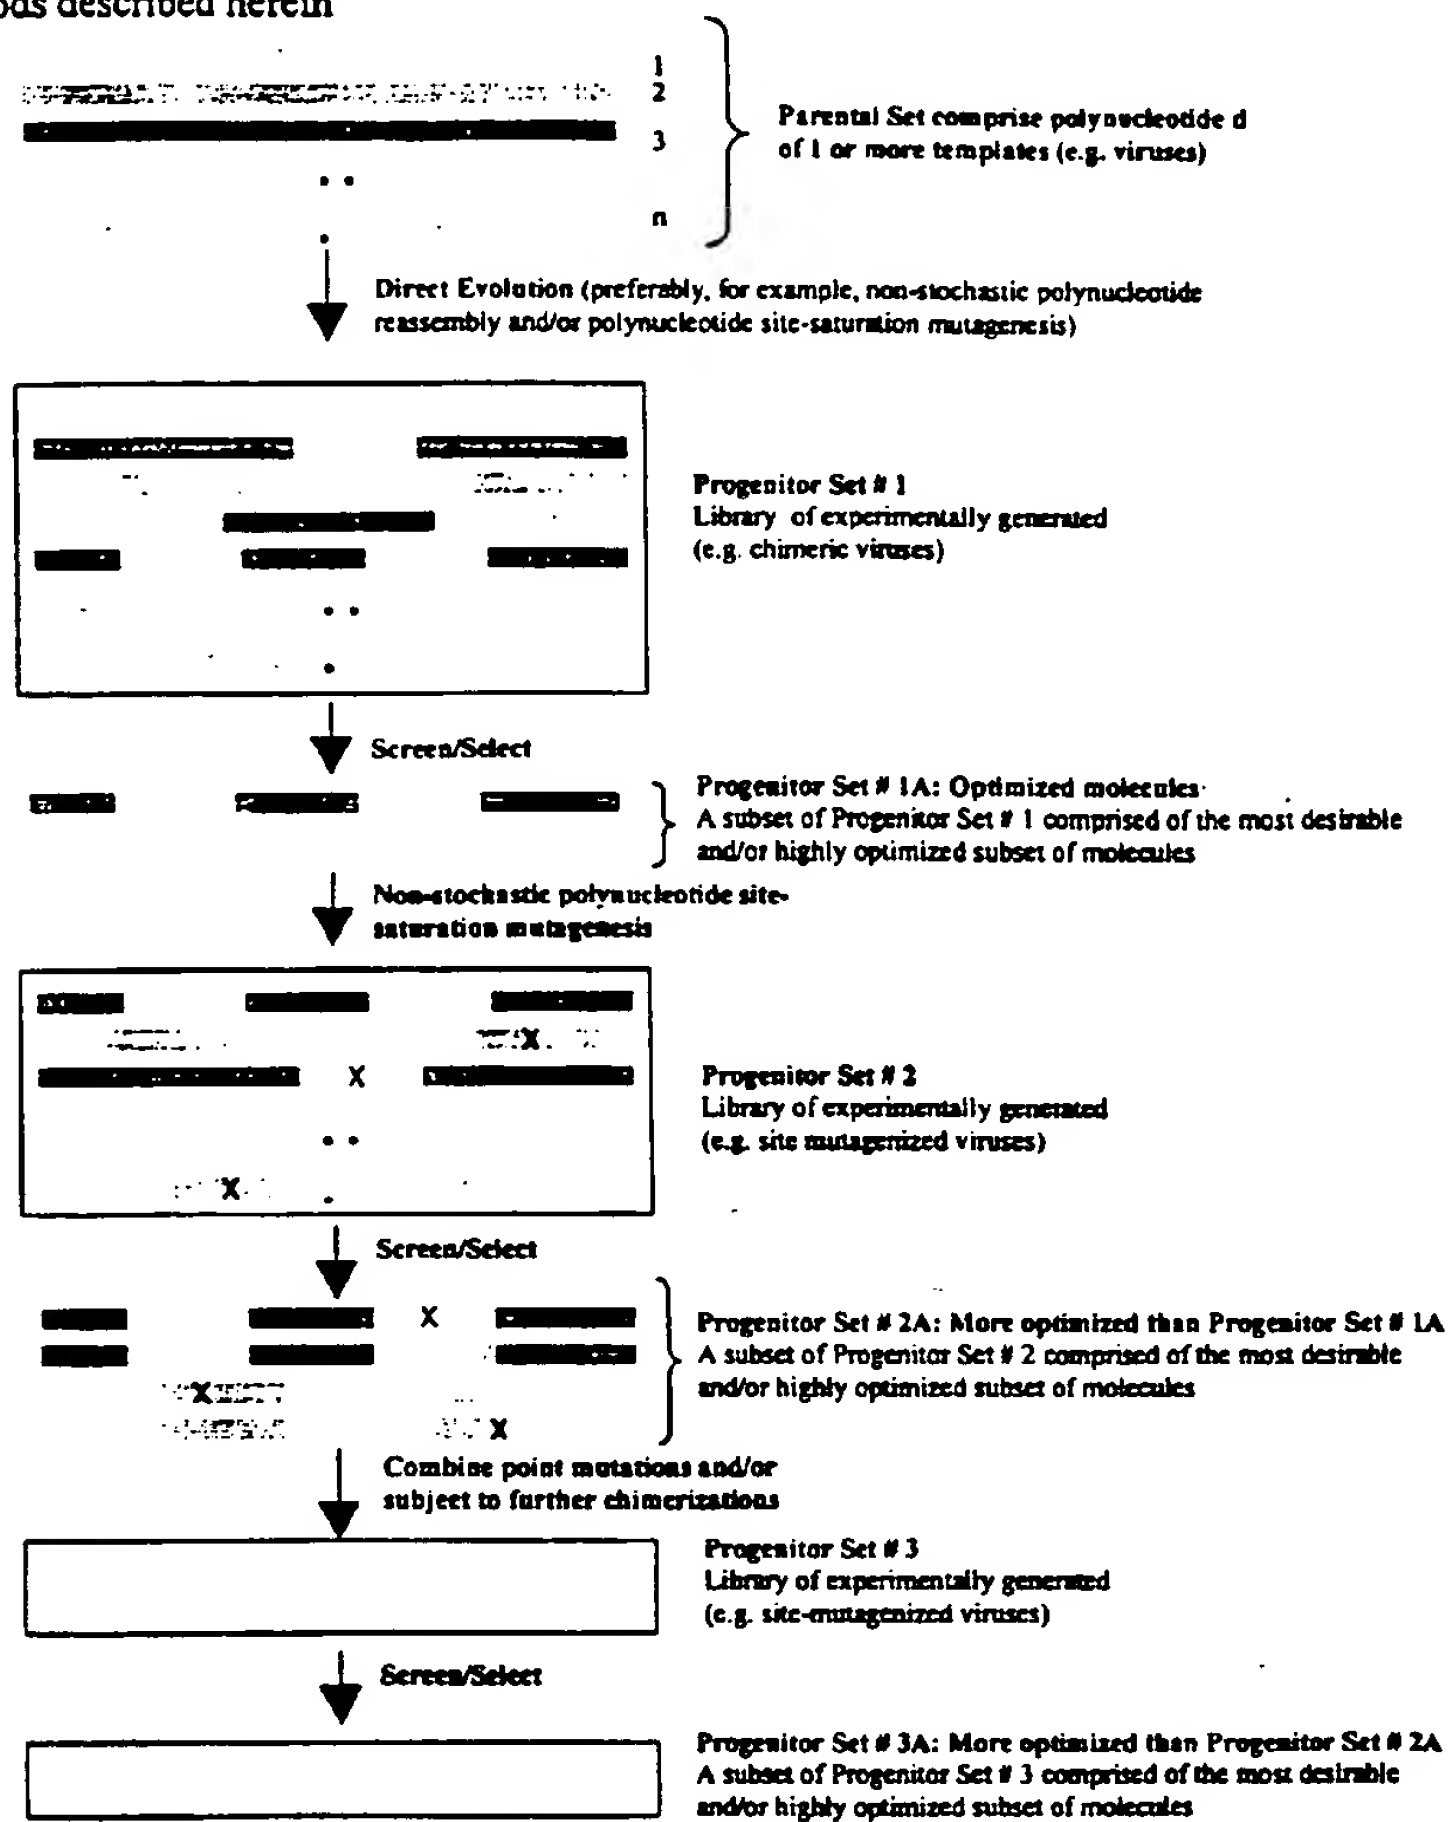 ods described herein
1
2
3
n
Parental Set comprise polynucleotide d
of 1 or more templates (e.g. viruses)
Direct Evolution (preferably, for example, non-stochastic polynucleotide
reassembly and/or polynucleotide site-saturation mutagenesis)
Progenitor Set # 1
Library of experimentally generated
(e.g. chimeric viruses)
Screen/Select
Progenitor Set # 1A: Optimized molecules
A subset of Progenitor Set # 1 comprised of the most desirable
and/or highly optimized subset of molecules
Non-stochastic polynucleotide site-
saturation mutagenesis
X
X
Progenitor Set # 2
Library of experimentally generated
(e.g. site mutagenized viruses)
X
Screen/Select
X
Progenitor Set # 2A: More optimized than Progenitor Set # 1A
A subset of Progenitor Set # 2 comprised of the most desirable
and/or highly optimized subset of molecules
X
X
Combine point mutations and/or
subject to further chimerizations
Progenitor Set # 3
Library of experimentally generated
(e.g. site-mutagenized viruses)
Screen/Select
Progenitor Set # 3A: More optimized than Progenitor Set # 2A
A subset of Progenitor Set # 3 comprised of the most desirable
and/or highly optimized subset of molecules